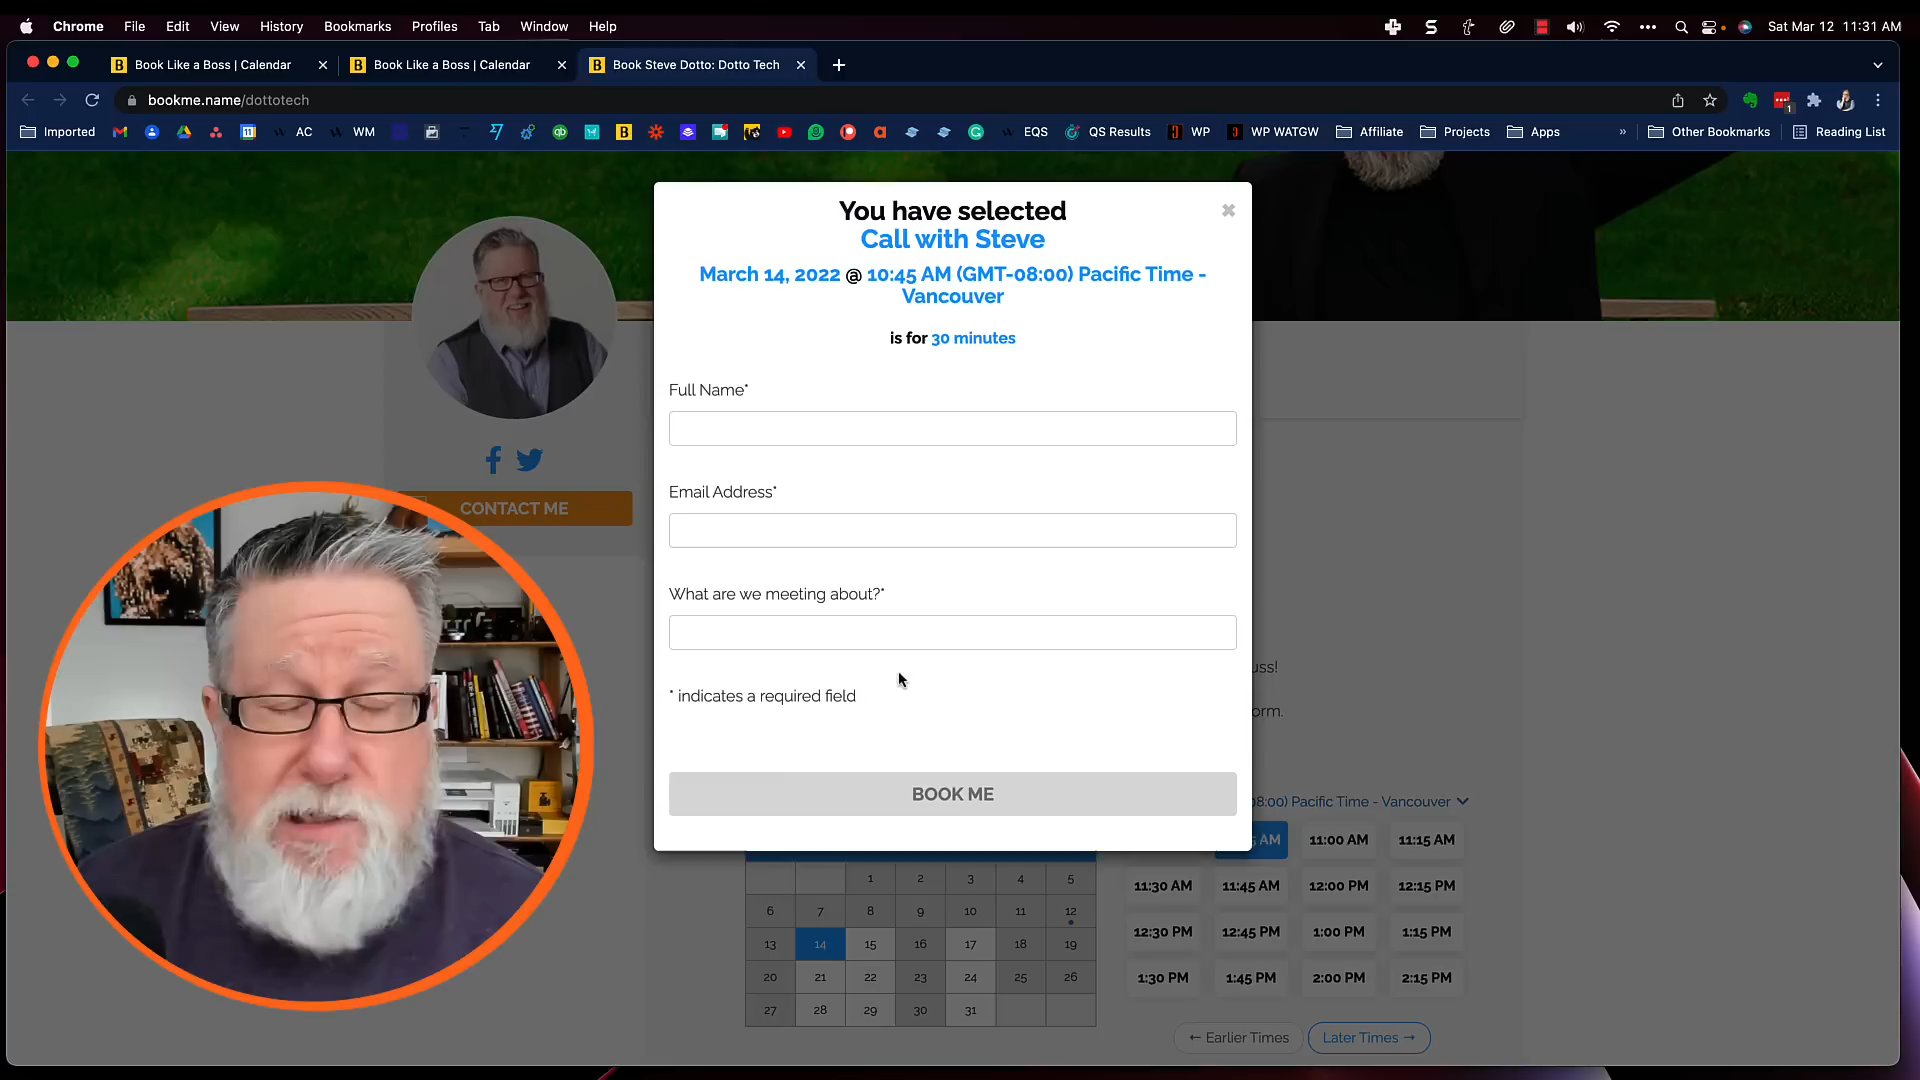 Chrome File Edit View History Bookmarks Profiles Tab Window Help Sat Mar 12 11:31 AM
Book Like a Boss | Calendar Book Like a Boss | Calendar Book Steve Dotto: Dotto Tech
bookme.name/dottotech
Imported AC WM EQS QS Results WP WP WATGW Affiliate Projects Apps » Other Bookmarks Reading List
You have selected
Call with Steve
March 14, 2022 @ 10:45 AM (GMT-08:00) Pacific Time -
Vancouver
is for 30 minutes
Full Name*
Email Address*
CONTACT ME
What are we meeting about?*
uss!
* indicates a required field
orm.
BOOK ME
08:00) Pacific Time - Vancouver
5 AM 11:00 AM 11:15 AM
1 2 3 4 5 11:30 AM 11:45 AM 12:00 PM 12:15 PM
6 7 8 9 10 11 12
13 14 15 16 17 18 19 12:30 PM 12:45 PM 1:00 PM 1:15 PM
20 21 22 23 24 25 26 1:30 PM 1:45 PM 2:00 PM 2:15 PM
27 28 29 30 31
← Earlier Times Later Times →